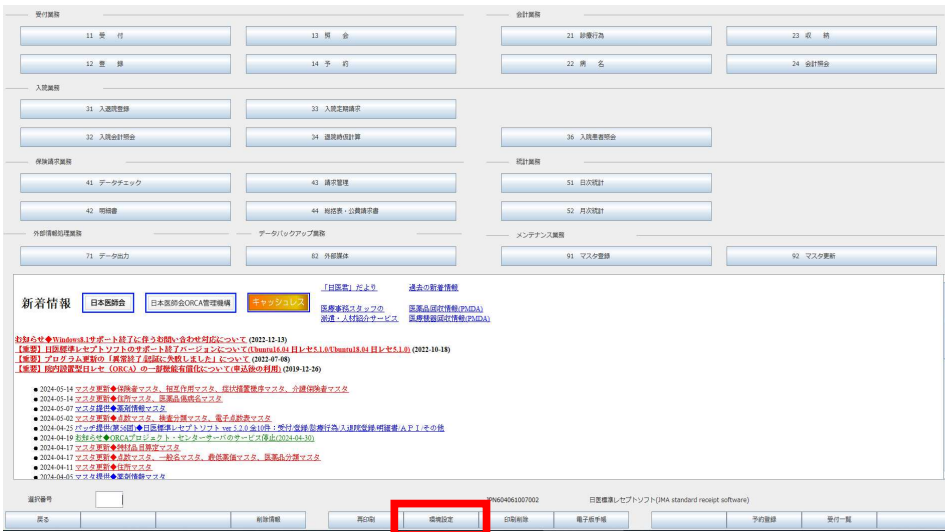 受付業務 会計業務
11 受 付 13 照 会 21 診療行為 23 収 納
12 登 録 14 予 約 22 病 名 24 会計照会
入院業務
31 入退院登録 33 入院定期請求
32 入院会計照会 34 退院時仮計算 36 入院患者照会
保険請求業務 統計業務
41 データチェック 43 請求管理 51 日次統計
42 明細書 44 総括表・公費請求書 52 月次統計
外部情報処理業務 データバックアップ業務 メンテナンス業務
71 データ出力 82 外部媒体 91 マスタ登録 92 マスタ更新
「日医君」だより 過去の新着情報
新着情報 日本医師会 日本医師会ORCA管理機構 キャッシュレス
医療事務スタッフの 医薬品回収情報(PMDA)
派遣・人材紹介サービス 医療機器回収情報(PMDA)
お知らせ◆Windows8.1サポート終了に伴うお問い合わせ対応について (2022-12-13)
【重要】日医標準レセプトソフトのサポート終了バージョンについて(Ubuntu16.04 日レセ5.1.0/Ubuntu18.04 日レセ5.1.0) (2022-10-18)
【重要】プログラム更新の「異常終了/認証に失敗しました」について (2022-07-08)
【重要】院内設置型日レセ（ORCA）の一部機能有償化について(申込後の利用) (2019-12-26)
● 2024-05-14 マスタ更新◆保険者マスタ、相互作用マスタ、症状措置機序マスタ、介護保険者マスタ
● 2024-05-14 マスタ更新◆住所マスタ、医薬品傷病名マスタ
● 2024-05-07 マスタ提供◆薬剤情報マスタ
● 2024-05-02 マスタ更新◆点数マスタ、検査分類マスタ、電子点数表マスタ
● 2024-04-25 パッチ提供(第56回)◆日医標準レセプトソフト ver 5.2.0 全10件：受付/登録/診療行為/入退院登録/明細書/ＡＰＩ/その他
● 2024-04-19 お知らせ◆ORCAプロジェクト・センターサーバのサービス停止(2024-04-30)
● 2024-04-17 マスタ更新◆特材品目算定マスタ
● 2024-04-17 マスタ更新◆点数マスタ、一般名マスタ、最低薬価マスタ、医薬品分類マスタ
● 2024-04-11 マスタ更新◆住所マスタ
● 2024-04-05 マスタ提供◆薬剤情報マスタ
選択番号 JPN604061007002 日医標準レセプトソフト(JMA standard receipt software)
戻る 削除情報 再印刷 環境設定 印刷削除 電子版手帳 予約登録 受付一覧